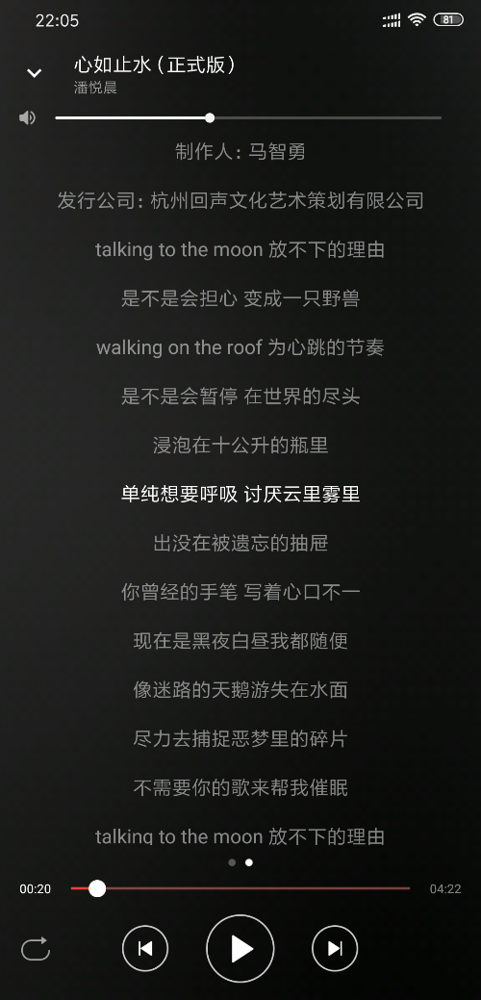 22:05
81
心如止水（正式版）
潘悦晨
制作人：马智勇
发行公司：杭州回声文化艺术策划有限公司
talking to the moon 放不下的理由
是不是会担心 变成一只野兽
walking on the roof 为心跳的节奏
是不是会暂停 在世界的尽头
浸泡在十公升的瓶里
单纯想要呼吸 讨厌云里雾里
出没在被遗忘的抽屉
你曾经的手笔 写着心口不一
现在是黑夜白昼我都随便
像迷路的天鹅游失在水面
尽力去捕捉恶梦里的碎片
不需要你的歌来帮我催眠
talking to the moon 放不下的理由
00:20
04:22